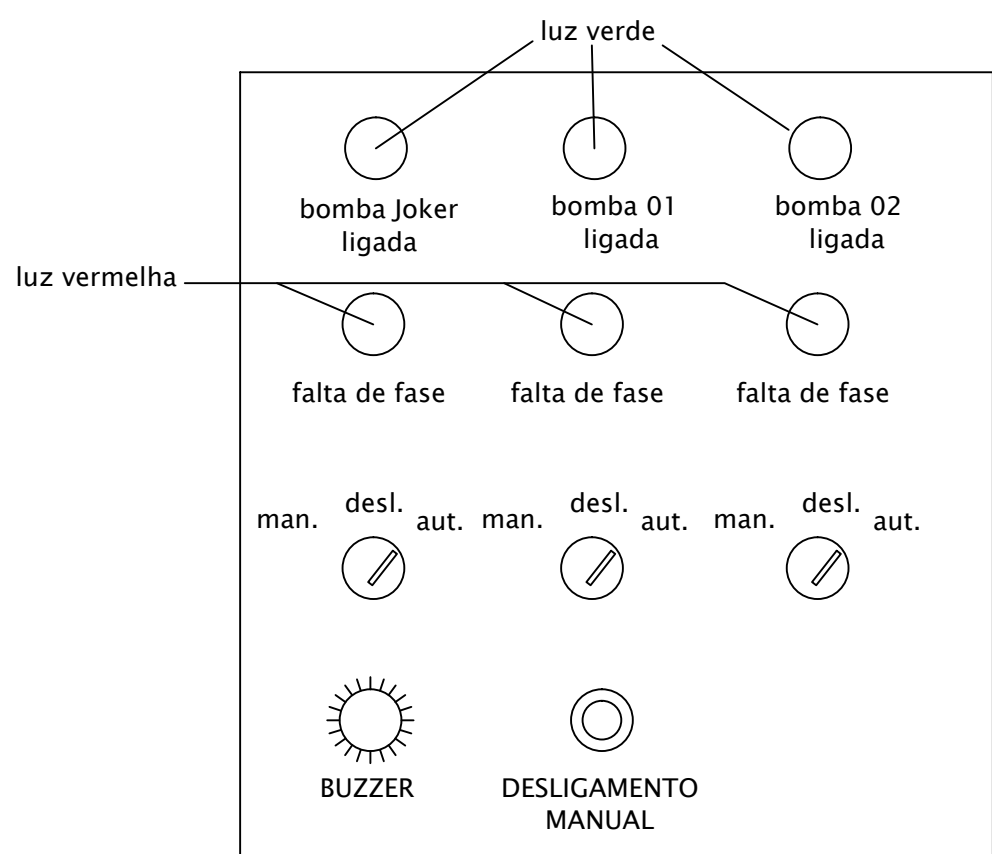 luz verde
bomba Joker
ligada
bomba 01
ligada
bomba 02
ligada
luz vermelha
falta de fase
falta de fase
falta de fase
man.
desl.
aut.
man.
desl.
aut.
man.
desl.
aut.
BUZZER
DESLIGAMENTO
MANUAL